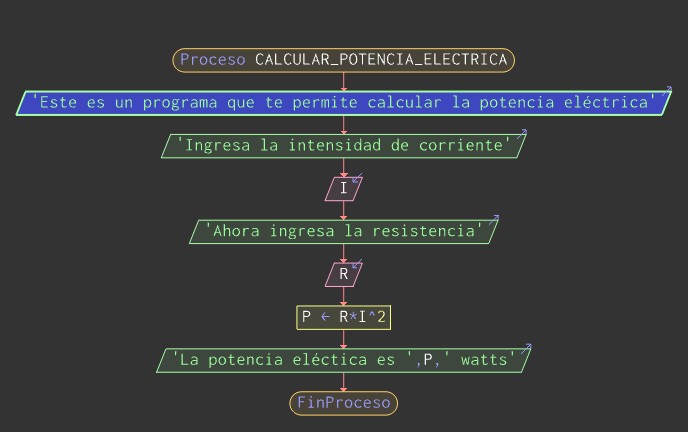 Proceso CALCULAR_POTENCIA_ELECTRICA
'Este es un programa que te permite calcular la potencia eléctrica'
'Ingresa la intensidad de corriente'
I
'Ahora ingresa la resistencia'
R
P ← R*I^2
'La potencia eléctica es ',P,' watts'
FinProceso